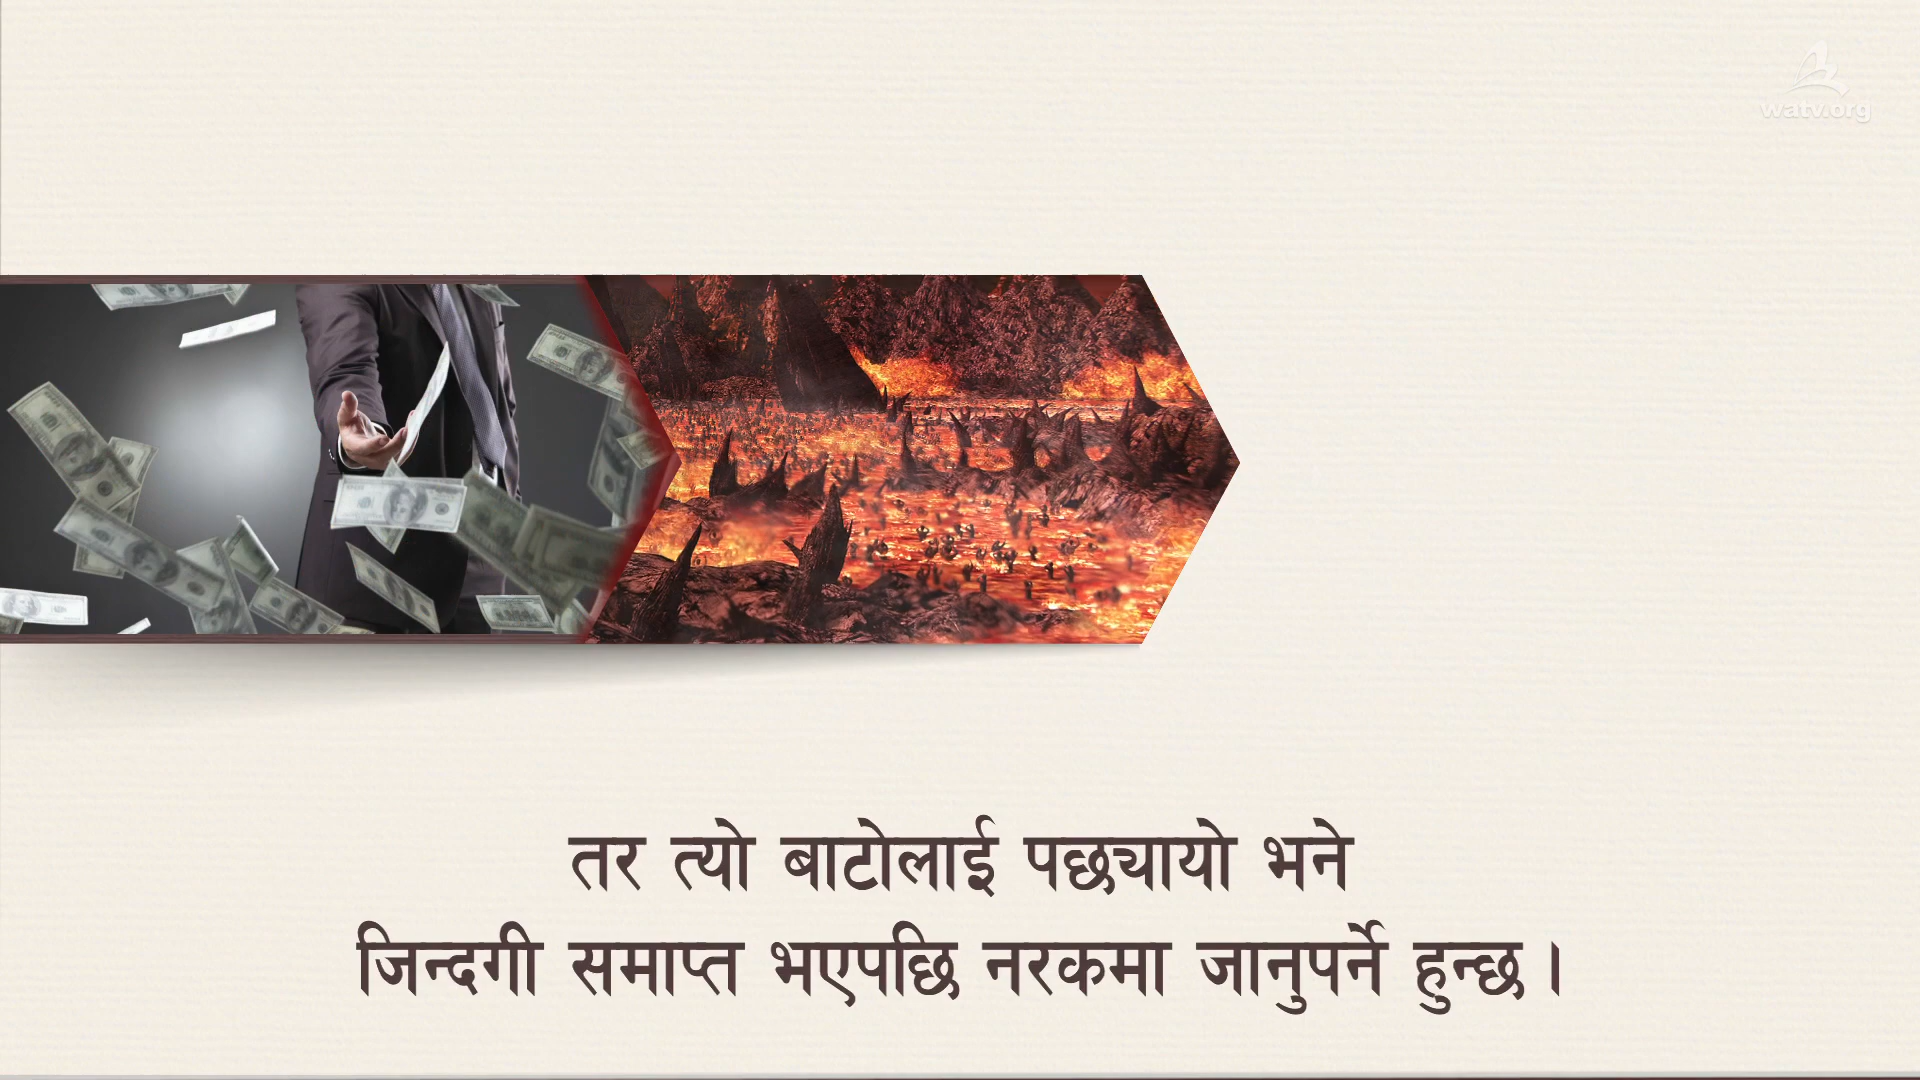 watv.org
तर त्यो बाटोलाई पछ्यायो भने
जिन्दगी समाप्त भएपछि नरकमा जानुपर्ने हुन्छ ।